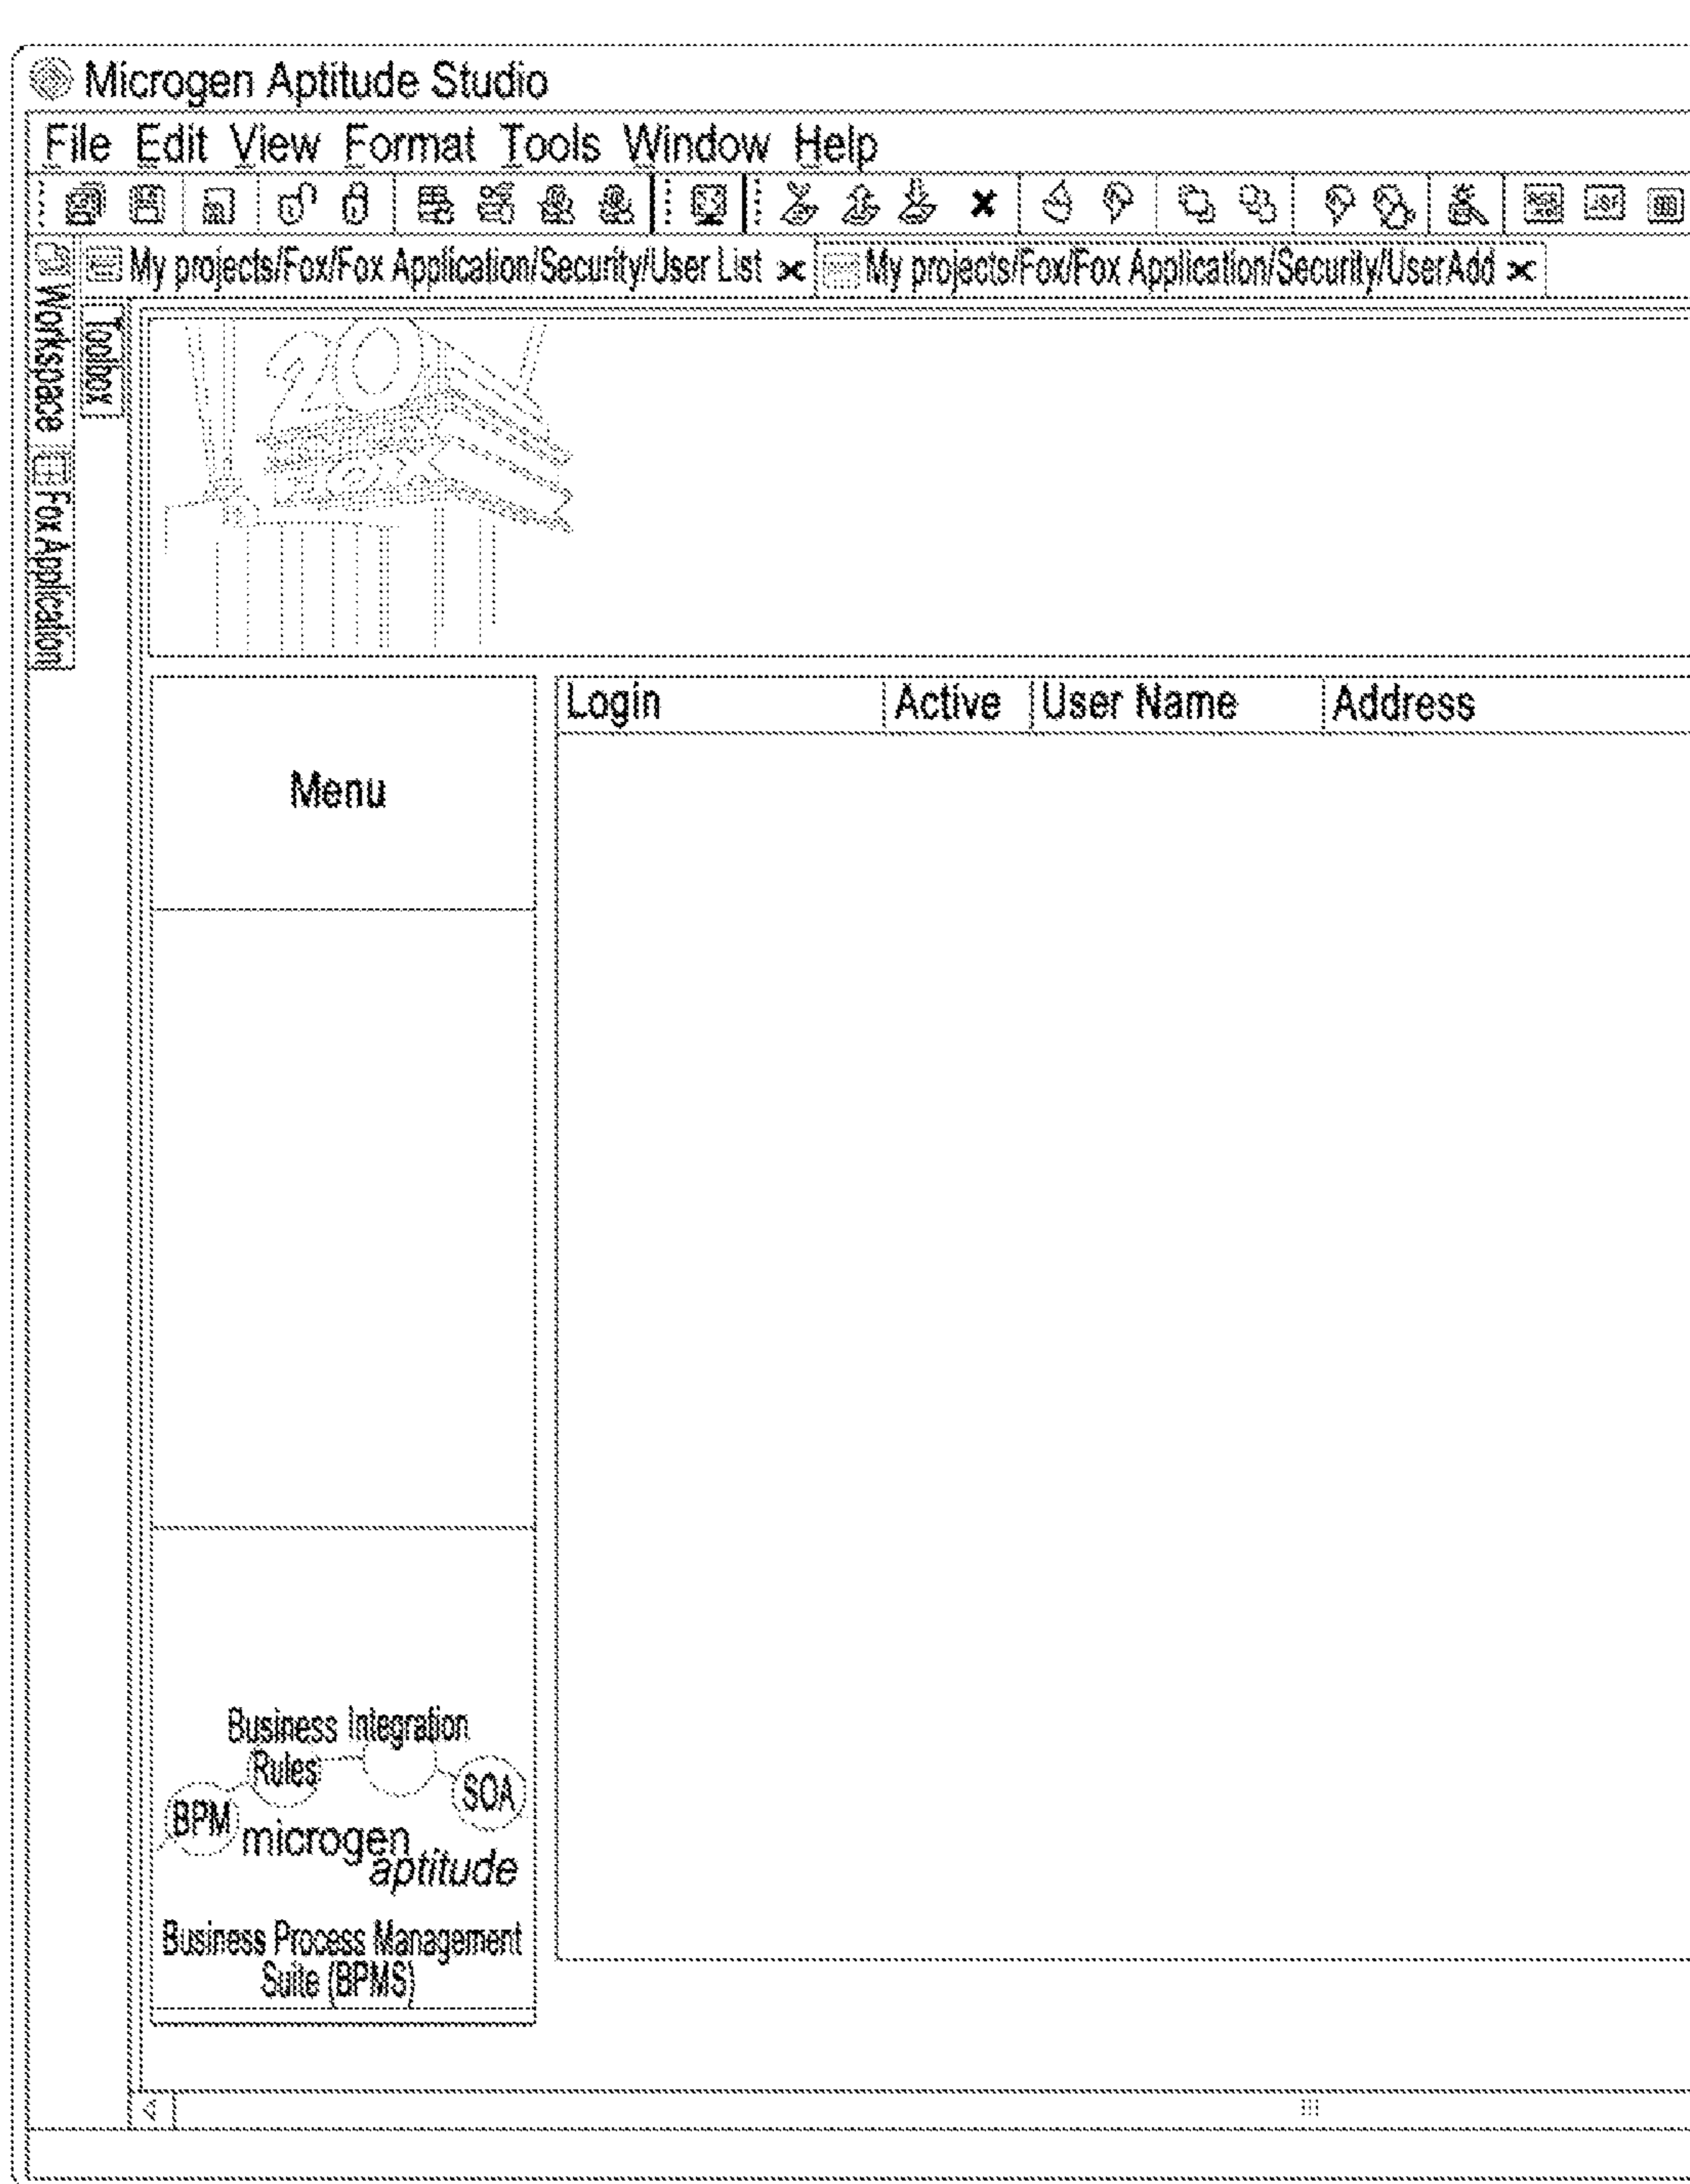 Microgen Aptitude Studio
File Edit View Format Tools Window Help
My projects/Fox/Fox Application/Security/User List
My projects/Fox/Fox Application/Security/UserAdd
Workspace
Fox Application
Toolbox
20
Fox
Login Active User Name Address
Menu
Business Integration
Rules
SOA
BPM
microgen
aptitude
Business Process Management
Suite (BPMS)